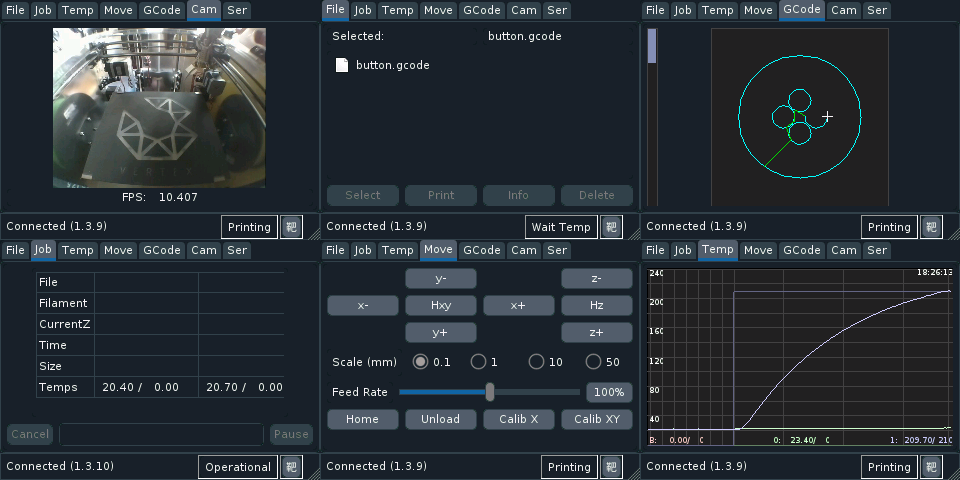 File Job Temp Move GCode Cam Ser
VERTEX
FPS: 10.407
Connected (1.3.9) Printing 靶
File Job Temp Move GCode Cam Ser
Selected: button.gcode
button.gcode
Select Print Info Delete
Connected (1.3.9) Wait Temp 靶
File Job Temp Move GCode Cam Ser
Connected (1.3.9) Printing 靶
File Job Temp Move GCode Cam Ser
File
Filament
CurrentZ
Time
Size
Temps 20.40 / 0.00 20.70 / 0.00
Cancel Pause
Connected (1.3.10) Operational 靶
File Job Temp Move GCode Cam Ser
y- z-
x- Hxy x+ Hz
y+ z+
Scale (mm) 0.1 1 10 50
Feed Rate 100%
Home Unload Calib X Calib XY
Connected (1.3.9) Printing 靶
File Job Temp Move GCode Cam Ser
240 18:26:13
200
160
120
80
40
B: 0.00/ 0 0: 23.40/ 0 1: 209.70/ 210
Connected (1.3.9) Printing 靶